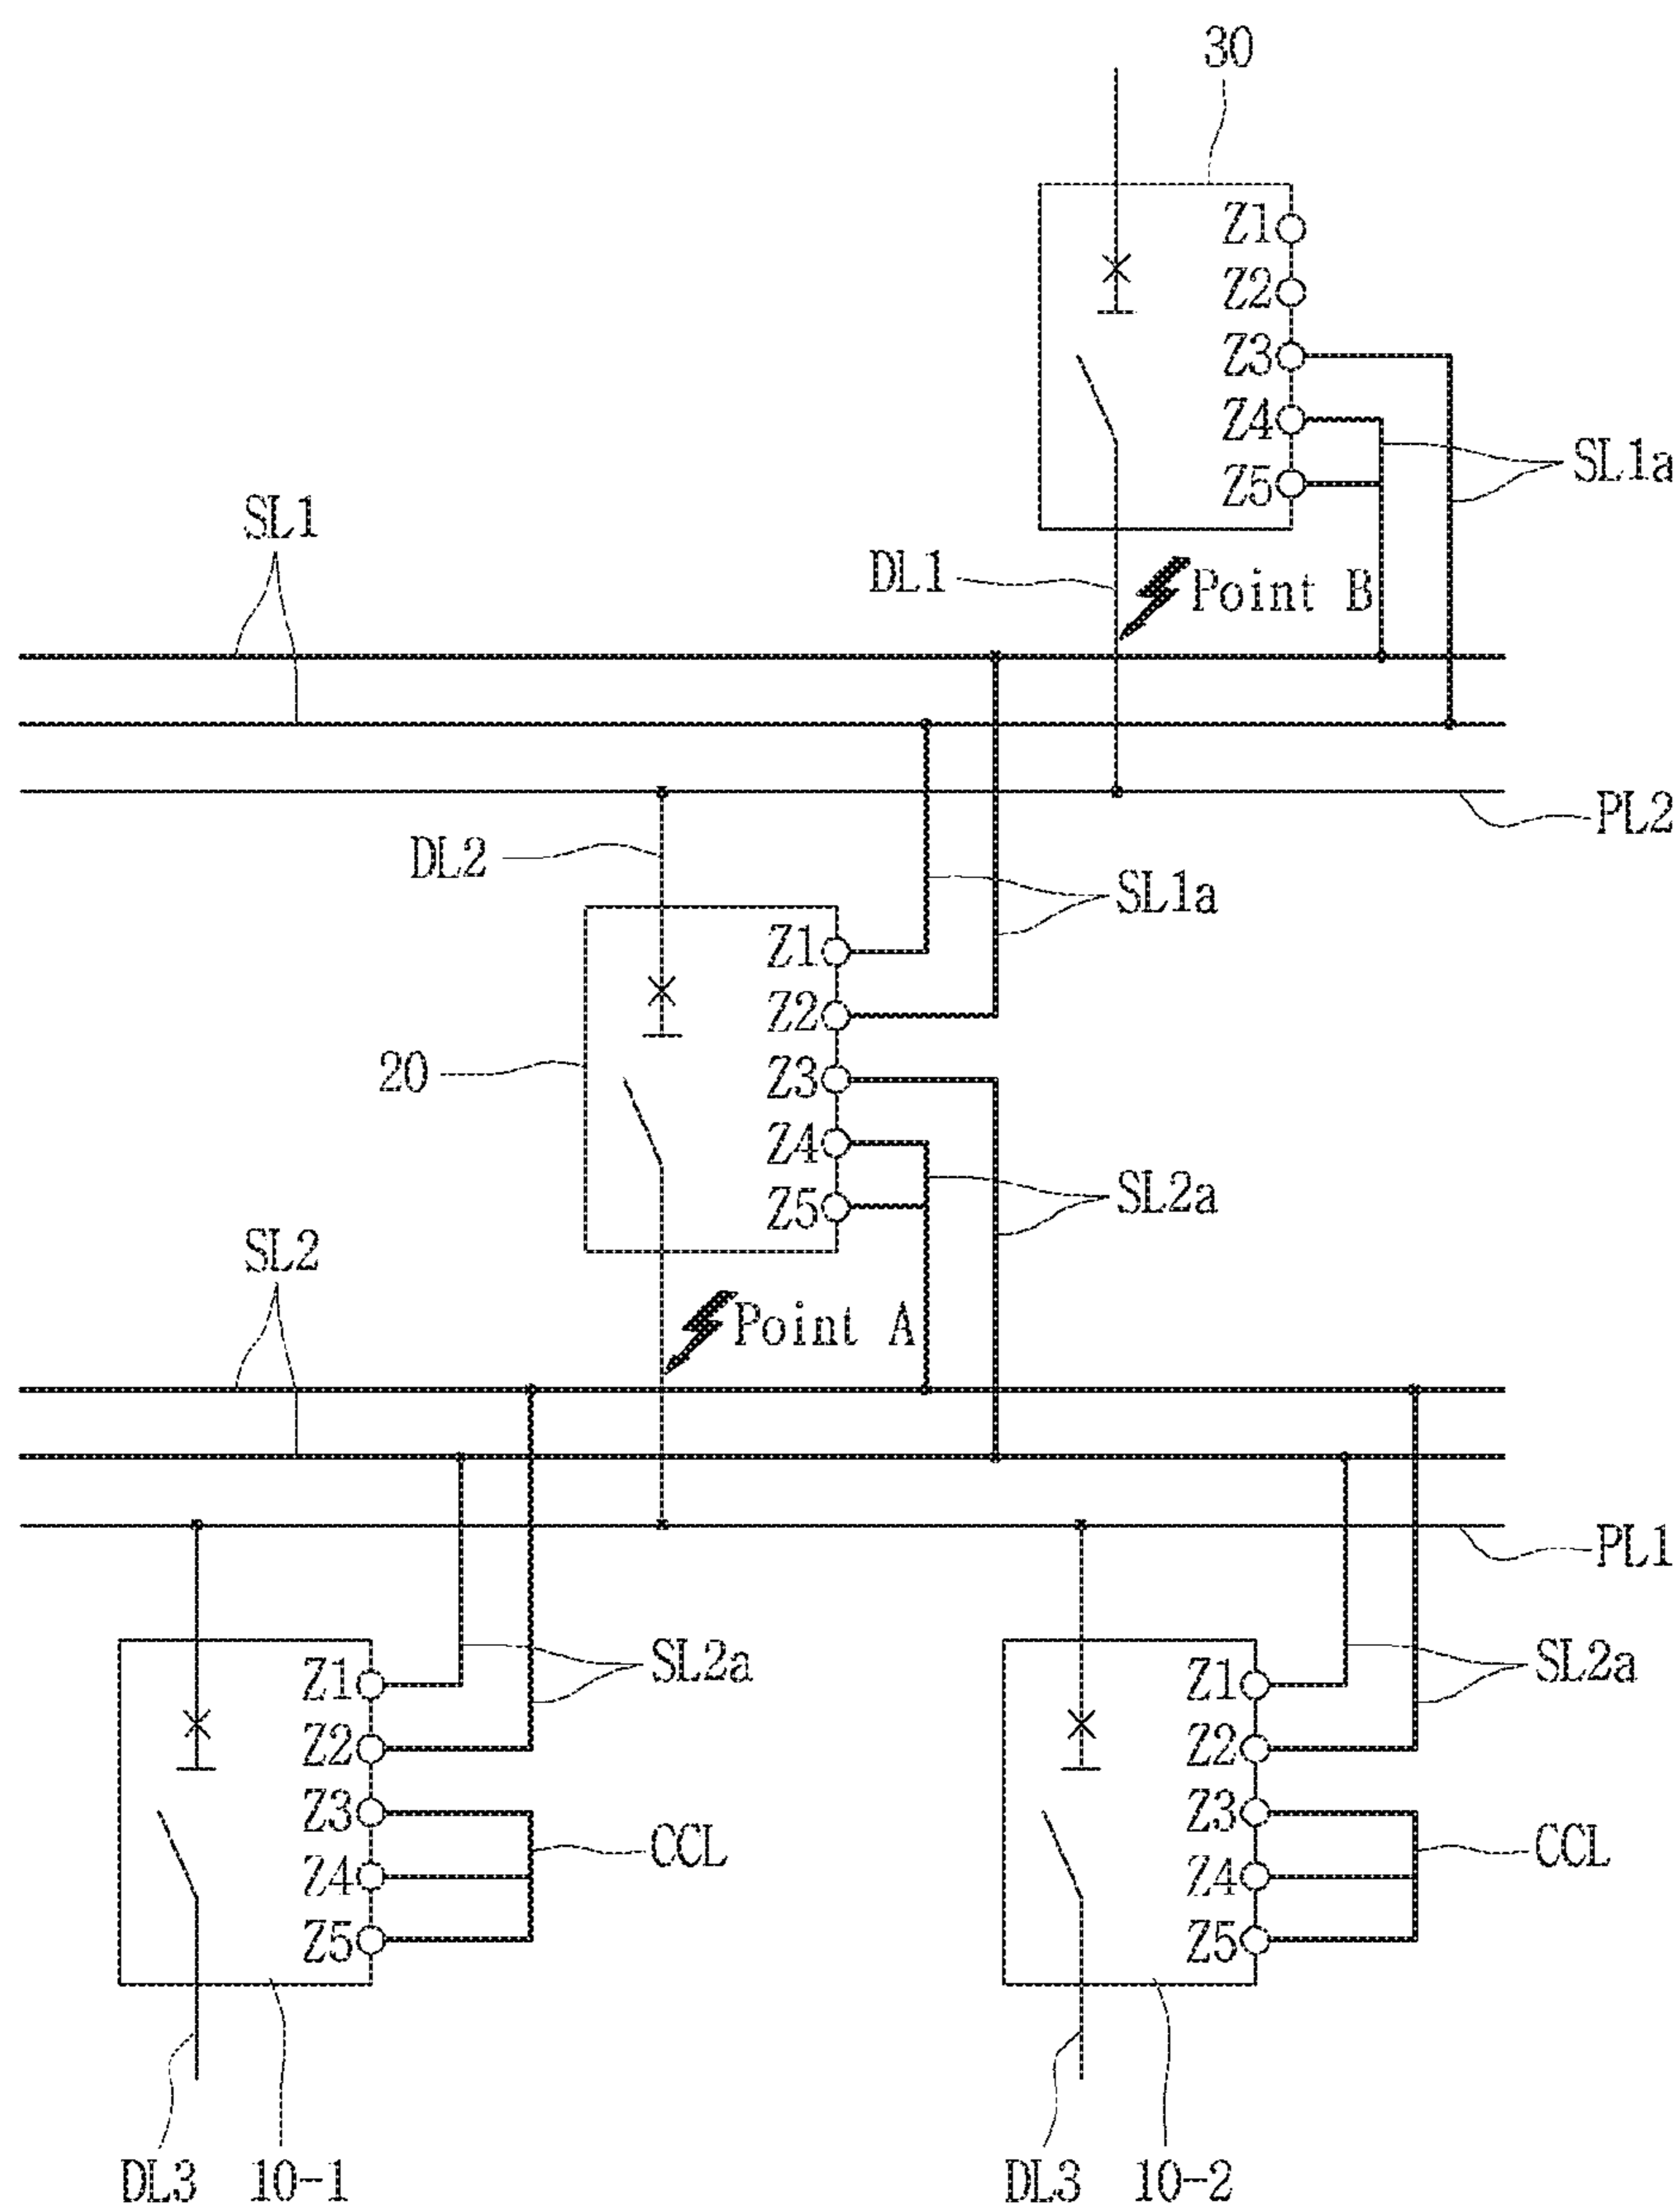 30
Z1
Z2
Z3
Z4
Z5
SL1a
SL1
DL1
Point B
PL2
DL2
SL1a
Z1
Z2
20
Z3
Z4
Z5
SL2a
SL2
Point A
PL1
Z1
Z2
Z3
Z4
Z5
SL2a
CCL
Z1
Z2
Z3
Z4
Z5
SL2a
CCL
DL3
10-1
DL3
10-2